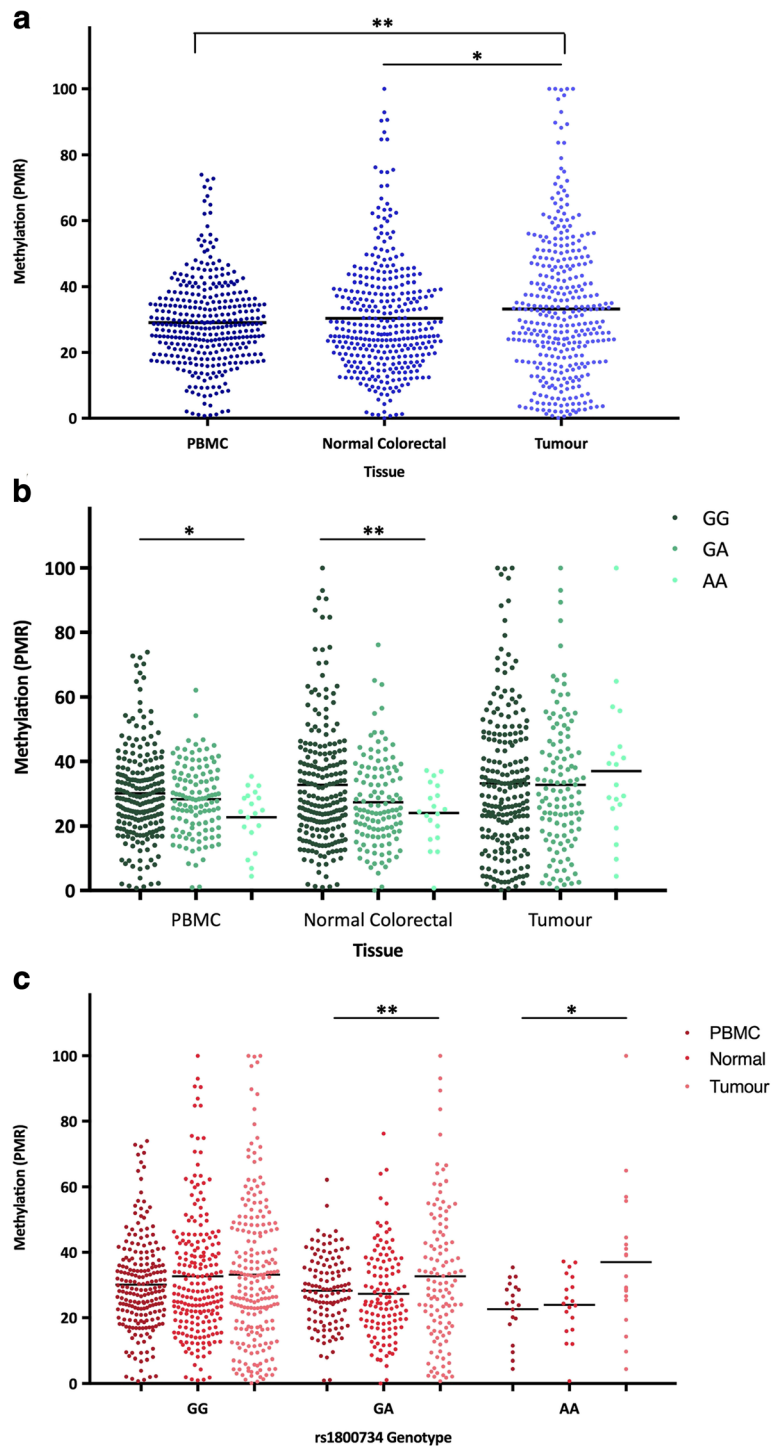 a
**
*
Methylation (PMR)
100
80
60
40
20
0
PBMC
Normal Colorectal
Tumour
Tissue
b
*
**
GG
GA
AA
Methylation (PMR)
100
80
60
40
20
0
PBMC
Normal Colorectal
Tumour
Tissue
c
**
*
PBMC
Normal
Tumour
Methylation (PMR)
100
80
60
40
20
0
GG
GA
AA
rs1800734 Genotype